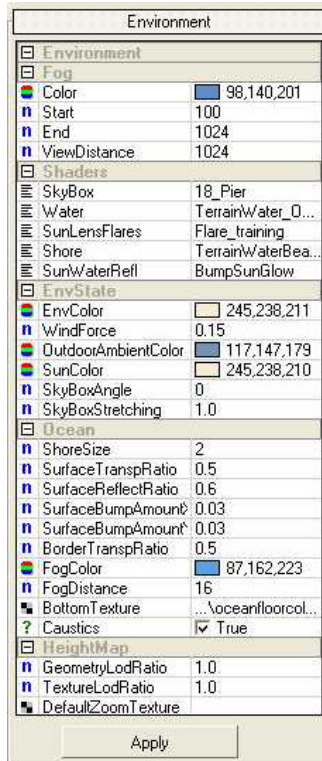 Environment
Environment
Fog
Color 98,140,201
n Start 100
n End 1024
n ViewDistance 1024
Shaders
SkyBox 18_Pier
Water TerrainWater_O...
SunLensFlares Flare_training
Shore TerrainWaterBea...
SunWaterRefl BumpSunGlow
EnvState
EnvColor 245,238,211
n WindForce 0.15
OutdoorAmbientColor 117,147,179
SunColor 245,238,210
n SkyBoxAngle 0
n SkyBoxStretching 1.0
Ocean
n ShoreSize 2
n SurfaceTranspRatio 0.5
n SurfaceReflectRatio 0.6
n SurfaceBumpAmount 0.03
n SurfaceBumpAmount 0.03
n BorderTranspRatio 0.5
FogColor 87,162,223
n FogDistance 16
BottomTexture ...\oceanfloorcol...
? Caustics True
HeightMap
n GeometryLodRatio 1.0
n TextureLodRatio 1.0
DefaultZoomTexture
Apply